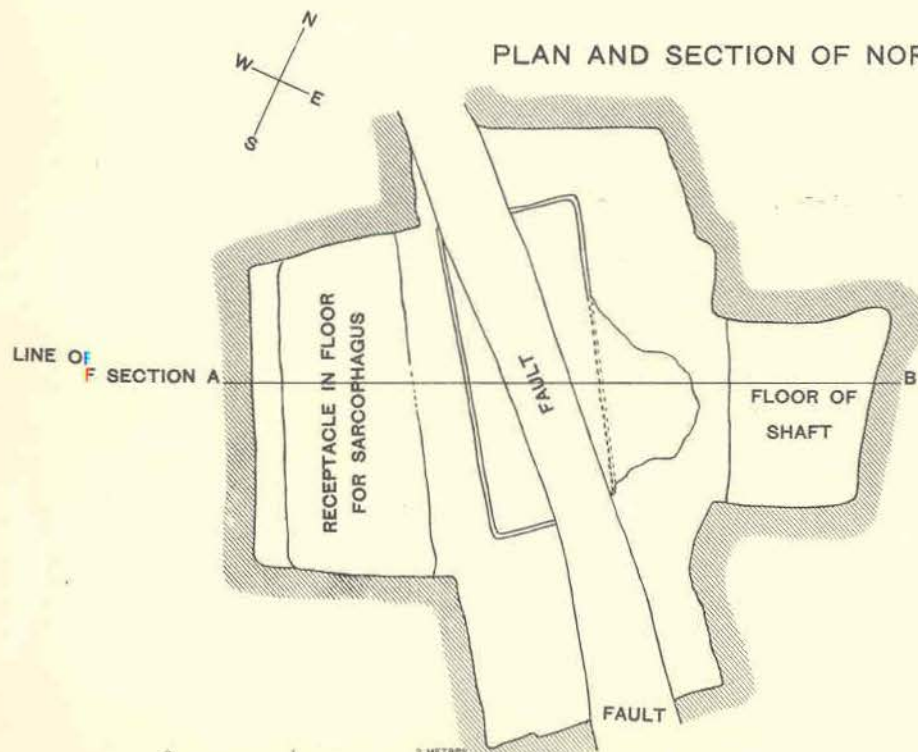 N
W
E
S
PLAN AND SECTION OF NOR
LINE OF
F SECTION A
B
RECEPTACLE IN FLOOR
FOR SARCOPHAGUS
FAULT
FLOOR OF
SHAFT
FAULT